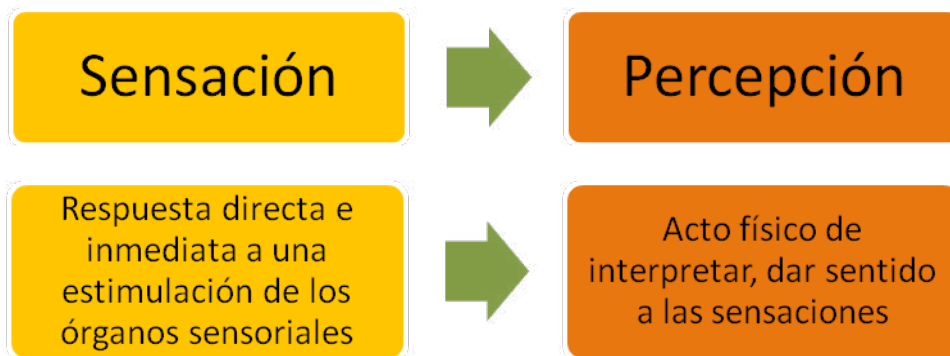 Sensación
Percepción
Respuesta directa e
inmediata a una
estimulación de los
órganos sensoriales
Acto físico de
interpretar, dar sentido
a las sensaciones